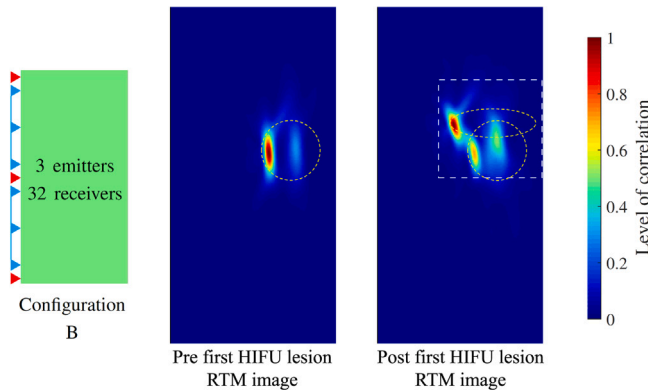 3 emitters
32 receivers
Configuration
B
Pre first HIFU lesion
RTM image
Post first HIFU lesion
RTM image
1
0.8
0.6
0.4
0.2
0
Level of correlation